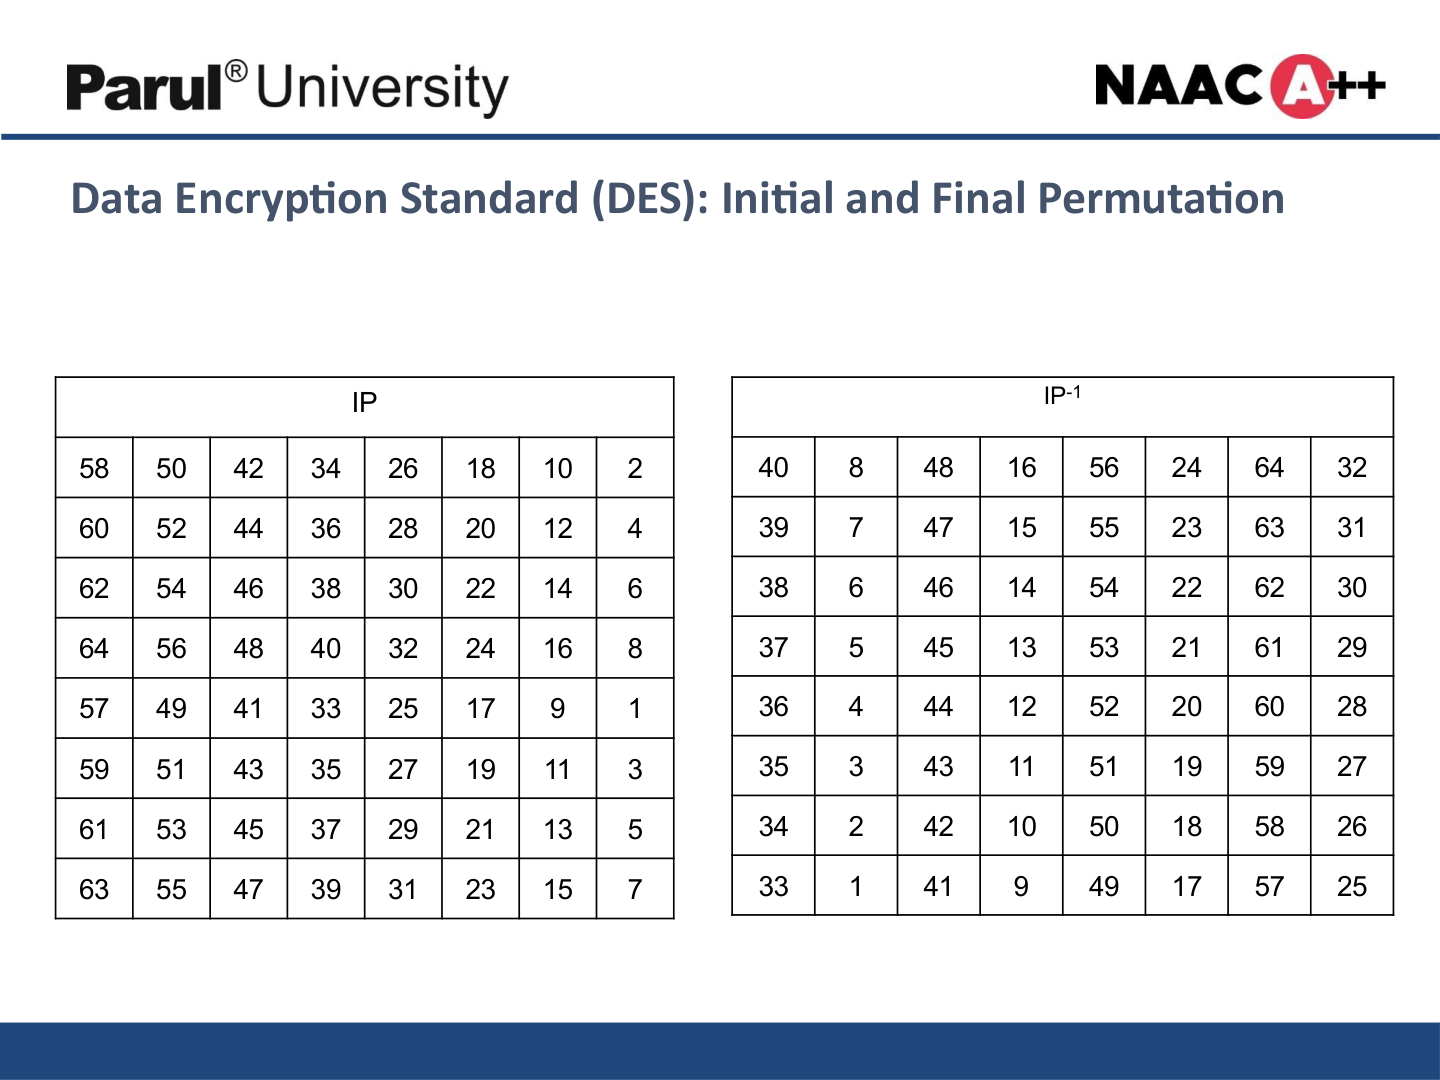 Parul® University
NAAC A++
Data Encryption Standard (DES): Initial and Final Permutation
IP
58 50 42 34 26 18 10 2
60 52 44 36 28 20 12 4
62 54 46 38 30 22 14 6
64 56 48 40 32 24 16 8
57 49 41 33 25 17 9 1
59 51 43 35 27 19 11 3
61 53 45 37 29 21 13 5
63 55 47 39 31 23 15 7
IP-1
40 8 48 16 56 24 64 32
39 7 47 15 55 23 63 31
38 6 46 14 54 22 62 30
37 5 45 13 53 21 61 29
36 4 44 12 52 20 60 28
35 3 43 11 51 19 59 27
34 2 42 10 50 18 58 26
33 1 41 9 49 17 57 25